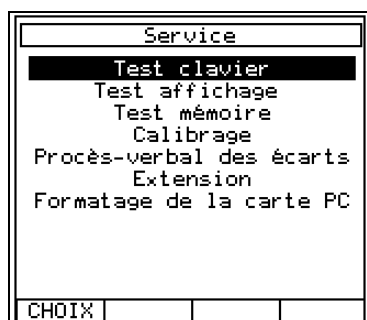 Service
Test clavier
Test affichage
Test mémoire
Calibrage
Procès-verbal des écarts
Extension
Formatage de la carte PC
CHOIX